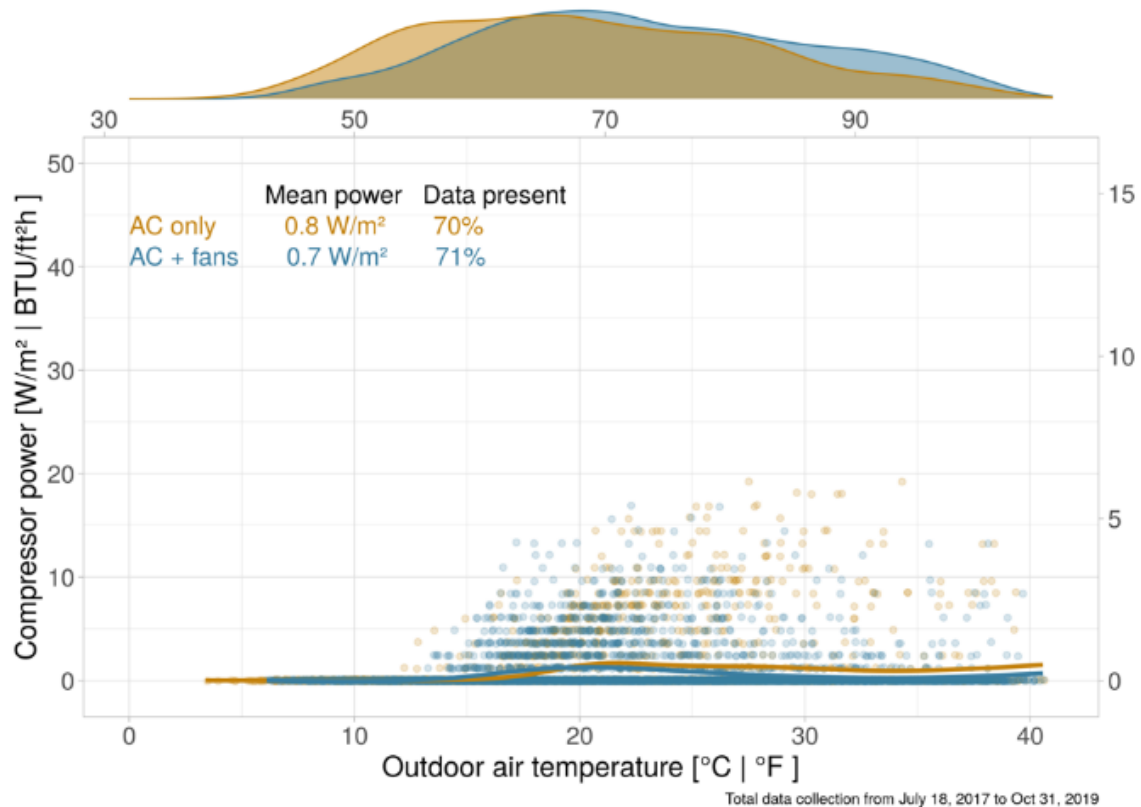 30 50 70 90
50
40
30
20
10
0
15
10
5
0
Mean power Data present
AC only 0.8 W/m² 70%
AC + fans 0.7 W/m² 71%
Compressor power [W/m² | BTU/ft²h ]
0 10 20 30 40
Outdoor air temperature [°C | °F ]
Total data collection from July 18, 2017 to Oct 31, 2019